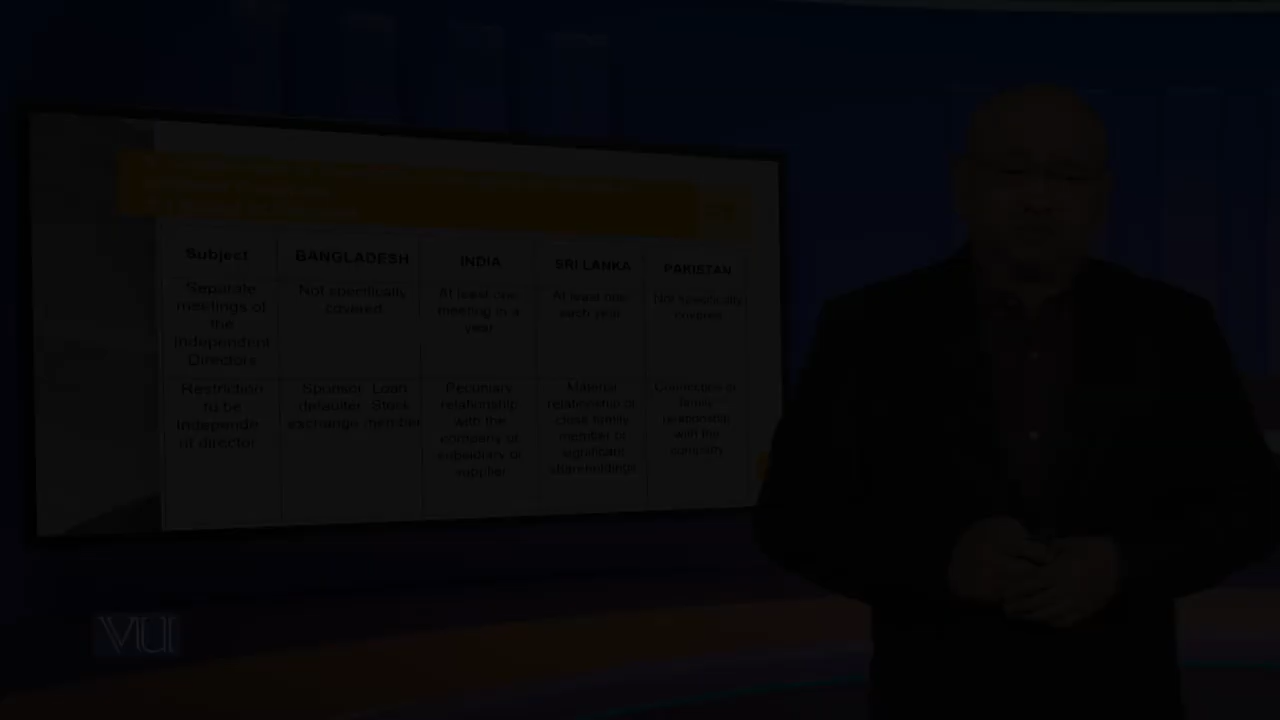 Subject
BANGLADESH
INDIA
SRI LANKA
PAKISTAN
Separate
meetings of
the
Independent
Directors
Not specifically
covered
At least one
meeting in a
year
At least one
each year
Not specifically
covered
Restriction
to be
Independe
nt director
Sponsor, Loan
defaulter, Stock
exchange member
Pecuniary
relationship
with the
company or
subsidiary or
supplier
Material
relationship or
close family
member or
significant
shareholdings
Connection or
family
relationship
with the
company
VU